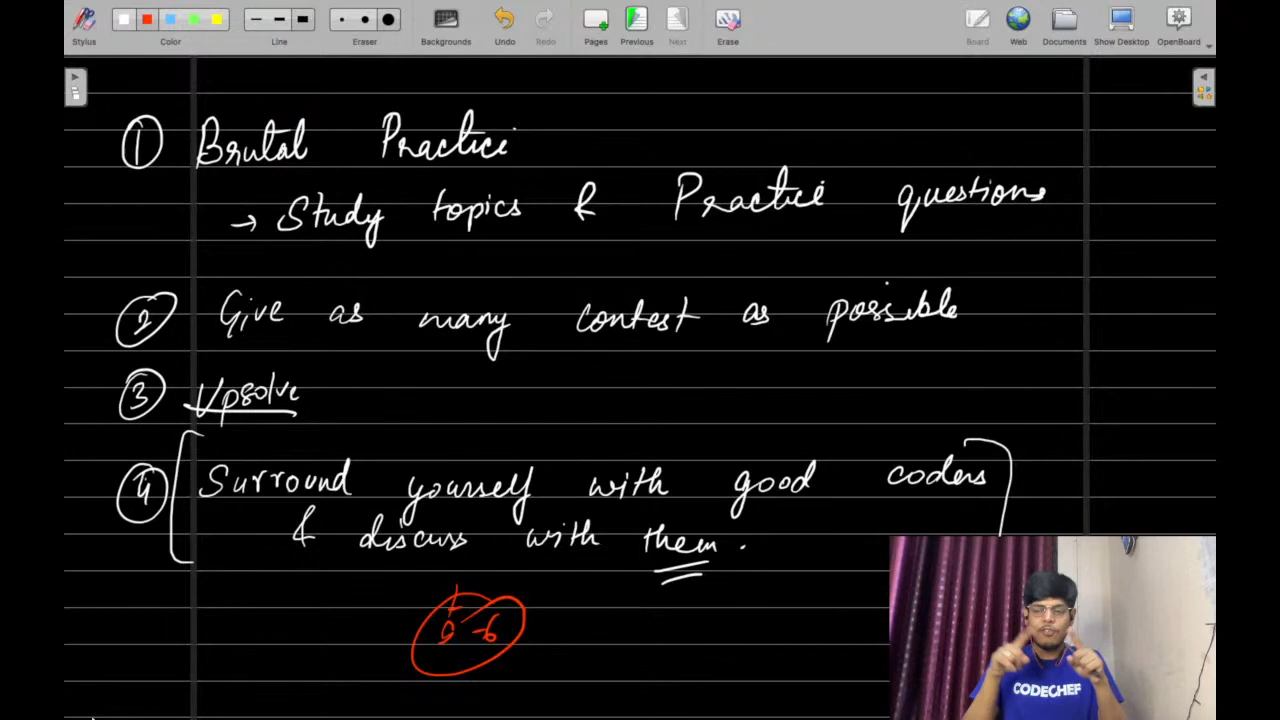 Stylus
Color
Line
Eraser
Backgrounds
Undo
Redo
Pages
Previous
Next
Erase
Board
Web
Documents
Show Desktop
OpenBoard
① Brutal Practice
→ Study topics & Practice questions
② Give as many contest as possible
③ Upsolve
④ Surround yourself with good coders
& discuss with them.
CODECHEF